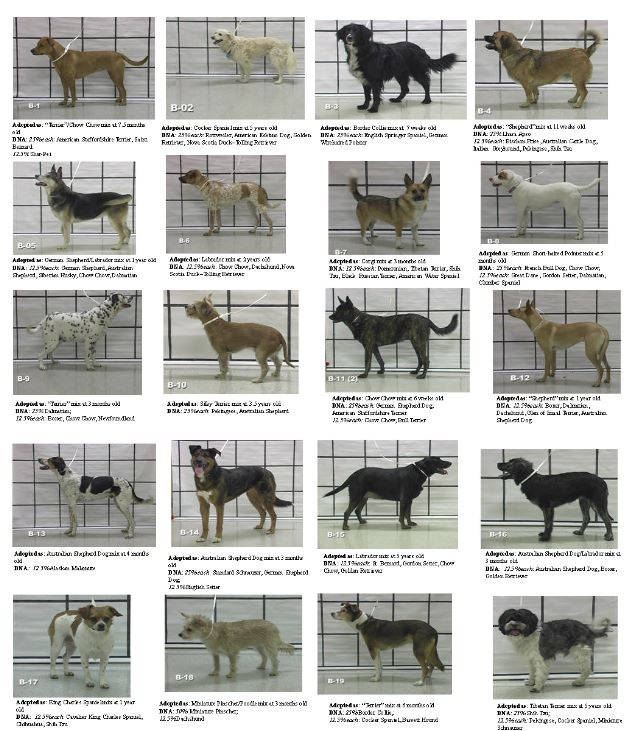 B-1
Adopted as: "Terrier"/Chow Chow mix at 7.5 months
old
DNA: 25% each: American Staffordshire Terrier, Saint
Bernard
12.5% Shar-Pei
B-02
Adopted as: Cocker Spaniel mix at 5 years old
DNA: 25% each: Rottweiler, American Eskimo Dog, Golden
Retriever, Nova Scotia Duck-Tolling Retriever
B-3
Adopted as: Border Collie mix at 7 weeks old
DNA: 25% each: English Springer Spaniel, German
Wirehaired Pointer
B-4
Adopted as: "Shepherd" mix at 11 weeks old
DNA: 25% Lhasa Apso
12.5% each: Bischon Frise, Australian Cattle Dog,
Italian Greyhound, Pekingese, Shih Tzu
B-05
Adopted as: German Shepherd/Labrador mix at 1 year old
DNA: 12.5% each: German Shepherd, Australian
Shepherd, Siberian Husky, Chow Chow, Dalmatian
B-6
Adopted as: Labrador mix at 2 years old
DNA: 12.5% each: Chow Chow, Dachshund, Nova
Scotia Duck-Tolling Retriever
B-7
Adopted as: Corgi mix at 3 months old
DNA: 12.5% each: Pomeranian, Tibetan Terrier, Shih
Tzu, Black Russian Terrier, American Water Spaniel
B-8
Adopted as: German Short-haired Pointer mix at 5
months old
DNA: 25% each: French Bull Dog, Chow Chow,
12.5% each: Great Dane, Gordon Setter, Dalmatian,
Clumber Spaniel
B-9
Adopted as: "Terrier" mix at 3 months old
DNA: 25% Dalmatian;
12.5% each: Boxer, Chow Chow, Newfoundland
B-10
Adopted as: Silky Terrier mix at 3.5 years old
DNA: 25% each: Pekingese, Australian Shepherd
B-11 (2)
Adopted as: Chow Chow mix at 6 weeks old
DNA: 25% each: German Shepherd Dog,
American Staffordshire Terrier
12.5% each: Chow Chow, Bull Terrier
B-12
Adopted as: "Shepherd" mix at 1 year old
12.5% each: Boxer, Dalmatian,
Dachshund, Glen of Imaal Terrier, Australian
Shepherd Dog
B-13
Adopted as: Australian Shepherd Dog mix at 4 months
old
DNA: 12.5% Alaskan Malamute
B-14
Adopted as: Australian Shepherd Dog mix at 3 months
old
DNA: 25% each: Standard Schnauzer, German Shepherd
Dog
12.5% English Setter
B-15
Adopted as: Labrador mix at 5 years old
DNA: 12.5% each: St. Bernard, Gordon Setter, Chow
Chow, Golden Retriever
B-16
Adopted as: Australian Shepherd Dog/Labrador mix at
3 months old
DNA: 12.5% each: Australian Shepherd Dog, Boxer,
Golden Retriever
B-17
Adopted as: King Charles Spaniel mix at 1 year
old
DNA: 12.5% each: Cavalier King Charles Spaniel,
Chihuahua, Shih Tzu
B-18
Adopted as: Miniature Pinscher/Poodle mix at 3 months old
DNA: 50% Miniature Pinscher;
12.5% Dachshund
B-19
Adopted as: "Terrier" mix at 6 months old
DNA: 25% Border Collie;
12.5% each: Cocker Spaniel, Basset Hound
Adopted as: Tibetan Terrier mix at 5 years old
DNA: 25% Shih Tzu;
12.5% each: Pekingese, Cocker Spaniel, Miniature
Schnauzer